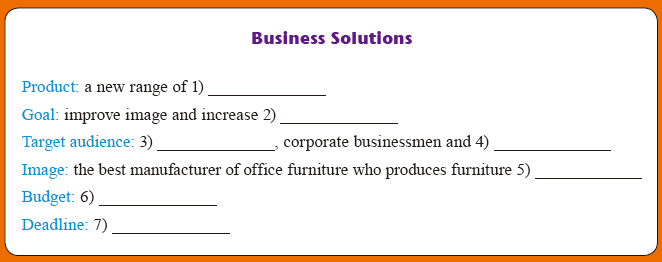 Business Solutions
Product: a new range of 1) ______________
Goal: improve image and increase 2) ______________
Target audience: 3) ______________, corporate businessmen and 4) ______________
Image: the best manufacturer of office furniture who produces furniture 5) _____________
Budget: 6) ______________
Deadline: 7) ______________